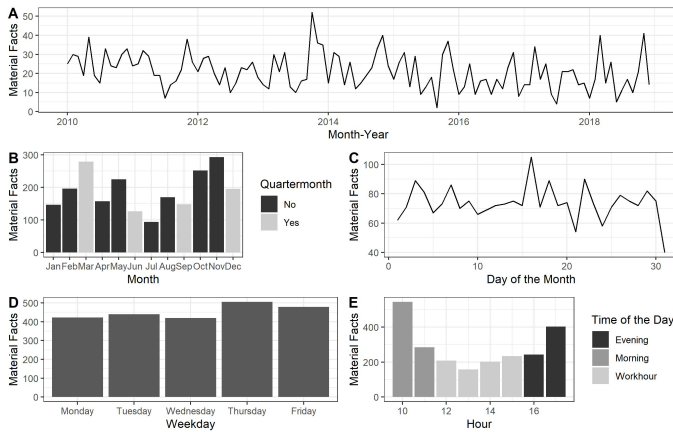 A
Material Facts
50
40
30
20
10
0
2010 2012 2014 2016 2018
Month-Year
B
Material Facts
300
200
100
0
Jan Feb Mar Apr May Jun Jul Aug Sep Oct Nov Dec
Month
Quartermonth
No
Yes
C
Material Facts
100
80
60
40
0 10 20 30
Day of the Month
D
Material Facts
500
400
300
200
100
0
Monday Tuesday Wednesday Thursday Friday
Weekday
E
Material Facts
400
200
0
10 12 14 16
Hour
Time of the Day
Evening
Morning
Workhour